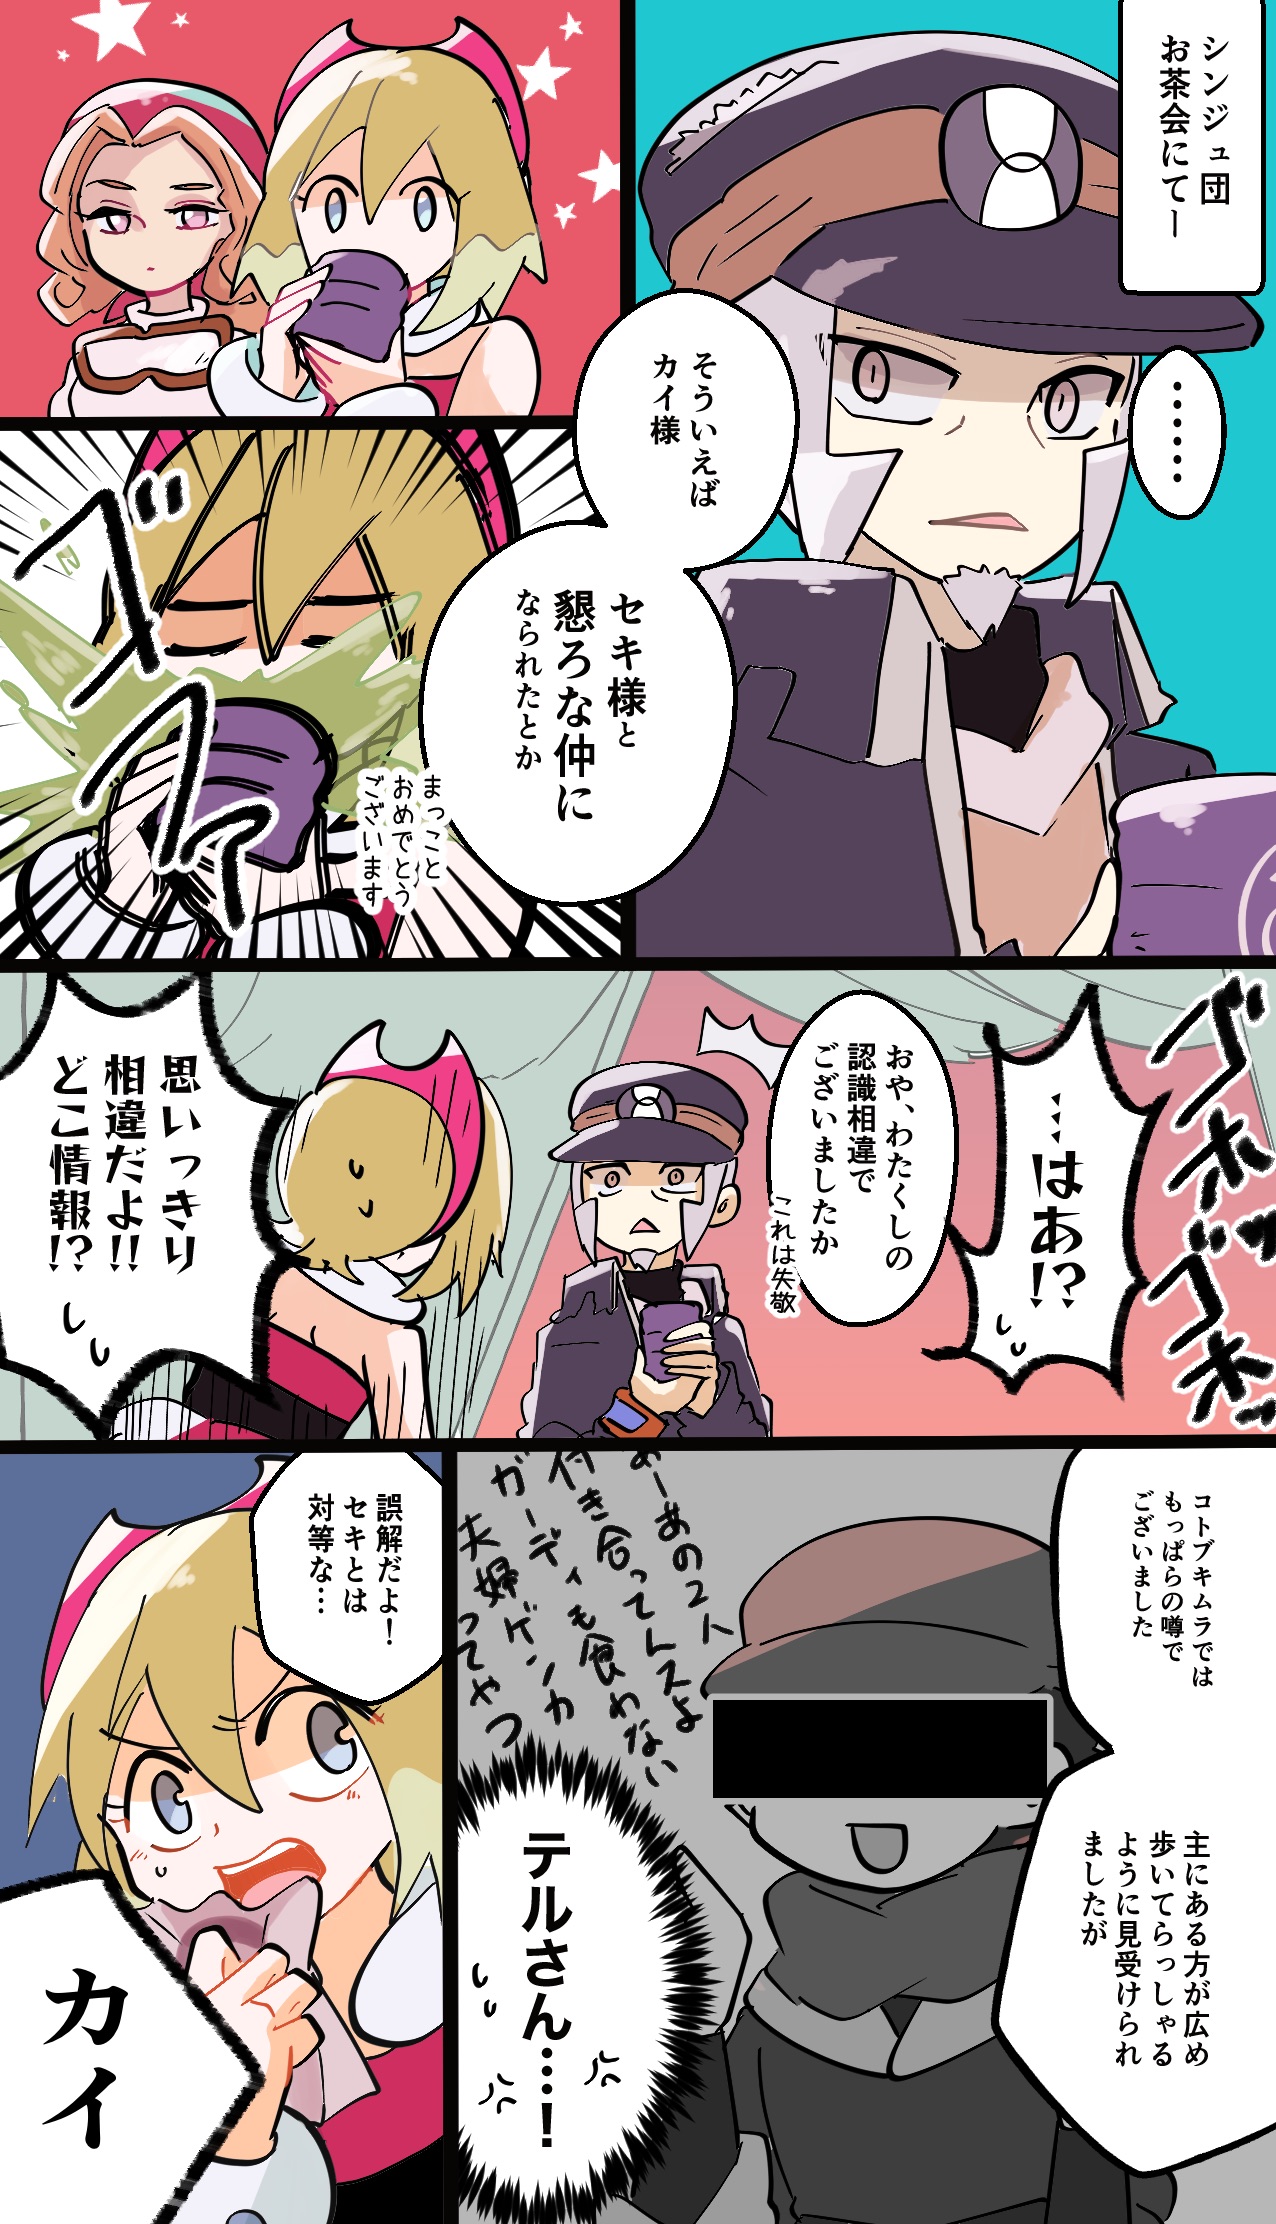 シンジュ団
お茶会にてー
……
そういえば
カイ様
セキ様と
懇ろな仲に
なられたとか
まっこと
おめでとう
ございます
ブーッ
ゴホッ
ゴホッ
…はあ!?
おや、わたくしの
認識相違で
ございましたか
これは失敬
思いっきり
相違だよ!!
どこ情報!?
コトブキムラでは
もっぱらの噂で
ございました
主にある方が広め
歩いてらっしゃる
ように見受けられ
ましたが
あーあの2人
付き合ってんスよ
ガーディも食わない
夫婦ゲンカ
ってやつ
テルさん…!
誤解だよ!
セキとは
対等な…
カイ